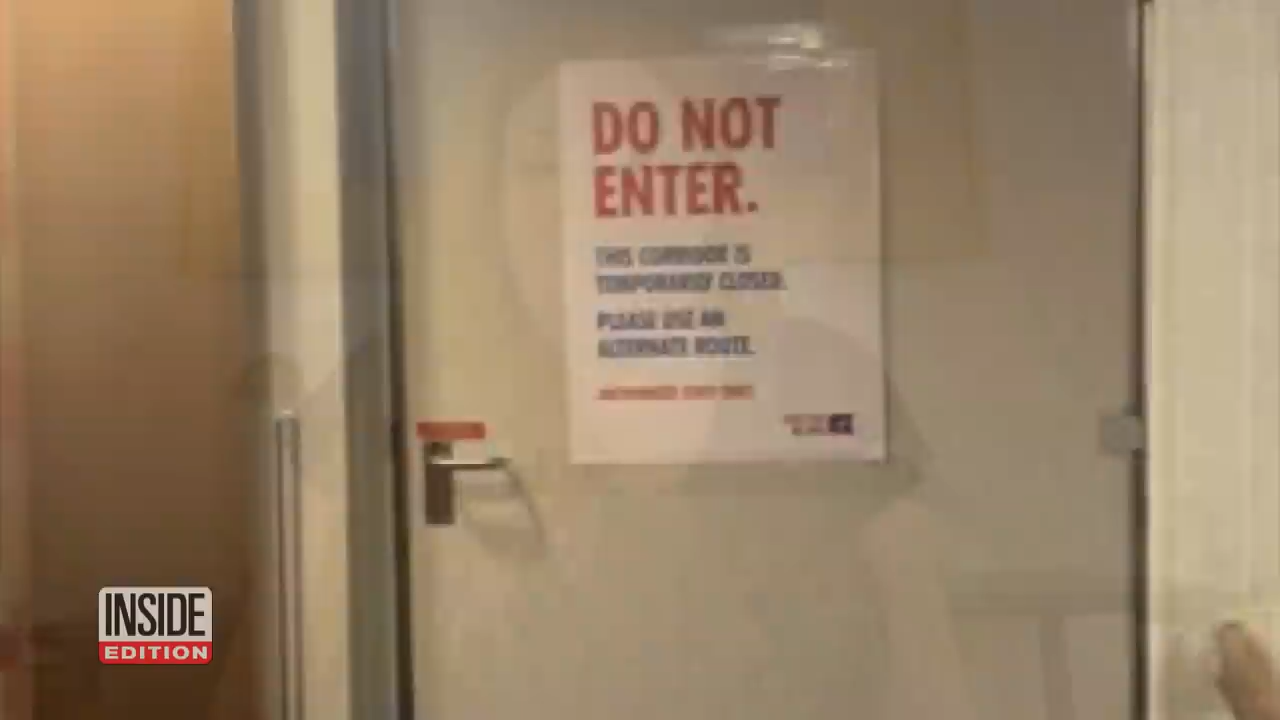 DO NOT
ENTER.
THIS CORRIDOR IS
TEMPORARILY CLOSED.
PLEASE USE AN
ALTERNATE ROUTE.
INSIDE
EDITION